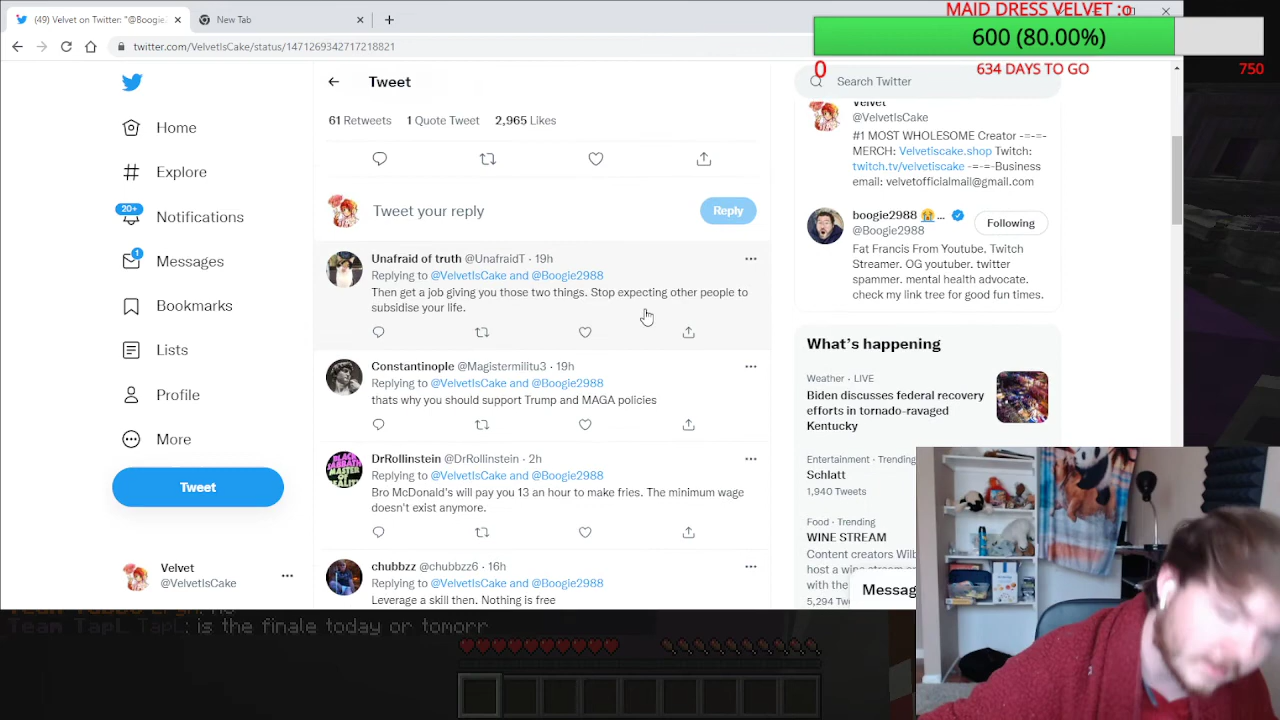 (49) Velvet on Twitter: "@Boogie
New Tab
MAID DRESS VELVET :o
600 (80.00%)
0
634 DAYS TO GO
750
twitter.com/VelvetIsCake/status/1471269342717218821
Home
Explore
20+
Notifications
1
Messages
Bookmarks
Lists
Profile
More
Tweet
Velvet
@VelvetIsCake
Tweet
61 Retweets 1 Quote Tweet 2,965 Likes
Tweet your reply
Reply
Unafraid of truth @UnafraidT · 19h
Replying to @VelvetIsCake and @Boogie2988
Then get a job giving you those two things. Stop expecting other people to
subsidise your life.
Constantinople @Magistermilitu3 · 19h
Replying to @VelvetIsCake and @Boogie2988
thats why you should support Trump and MAGA policies
DrRollinstein @DrRollinstein · 2h
Replying to @VelvetIsCake and @Boogie2988
Bro McDonald's will pay you 13 an hour to make fries. The minimum wage
doesn't exist anymore.
chubbzz @chubbzz6 · 16h
Replying to @VelvetIsCake and @Boogie2988
Leverage a skill then. Nothing is free
Search Twitter
Velvet
@VelvetIsCake
#1 MOST WHOLESOME Creator -=-=-
MERCH: Velvetiscake.shop Twitch:
twitch.tv/velvetiscake -=-=-Business
email: velvetofficialmail@gmail.com
boogie2988 😭 ...
@Boogie2988
Following
Fat Francis From Youtube. Twitch
Streamer. OG youtuber. twitter
spammer. mental health advocate.
check my link tree for good fun times.
What's happening
Weather · LIVE
Biden discusses federal recovery
efforts in tornado-ravaged
Kentucky
Entertainment · Trending
Schlatt
1,940 Tweets
Food · Trending
WINE STREAM
Content creators Wilb
host a wine stream o
with the
5,294 Tw
Messag
Team TapL TapL: is the finale today or tomorr